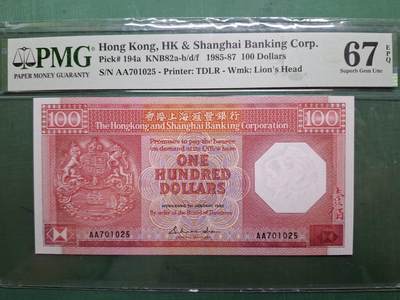 PMG
PAPER MONEY GUARANTY
Hong Kong, HK & Shanghai Banking Corp.
Pick# 194a KNB82a-b/d/f 1985-87 100 Dollars
S/N AA701025 - Printer: TDLR - Wmk: Lion's Head
67 EPQ
Superb Gem Unc
100
香港上海滙豐銀行
100
The Hongkong and Shanghai Banking Corporation
Promises to pay the bearer
on demand at its Office here
ONE
HUNDRED
DOLLARS
By order of the Board of Directors
AA701025
AA701025